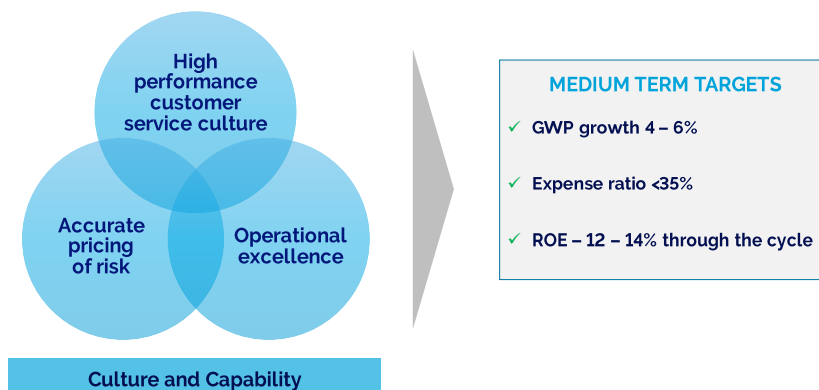 High
performance
customer
service culture
Accurate
pricing
of risk
Operational
excellence
Culture and Capability
MEDIUM TERM TARGETS
✓ GWP growth 4 – 6%
✓ Expense ratio <35%
✓ ROE – 12 – 14% through the cycle